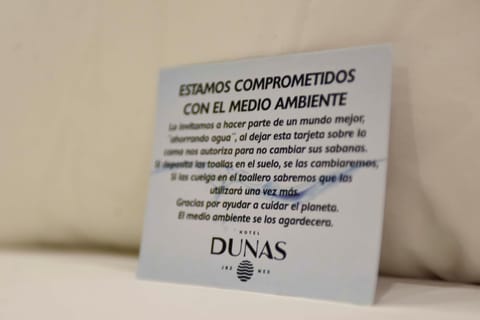 ESTAMOS COMPROMETIDOS
CON EL MEDIO AMBIENTE
Lo invitamos a hacer parte de un mundo mejor,
"ahorrando agua", al dejar esta tarjeta sobre la
cama nos autoriza para no cambiar sus sabanas.
Si deposita las toallas en el suelo, se las cambiaremos,
Si las cuelga en el toallero sabremos que las
utilizará una vez más.
Gracias por ayudar a cuidar el planeta.
El medio ambiente se los agardecera.
HOTEL
DUNAS